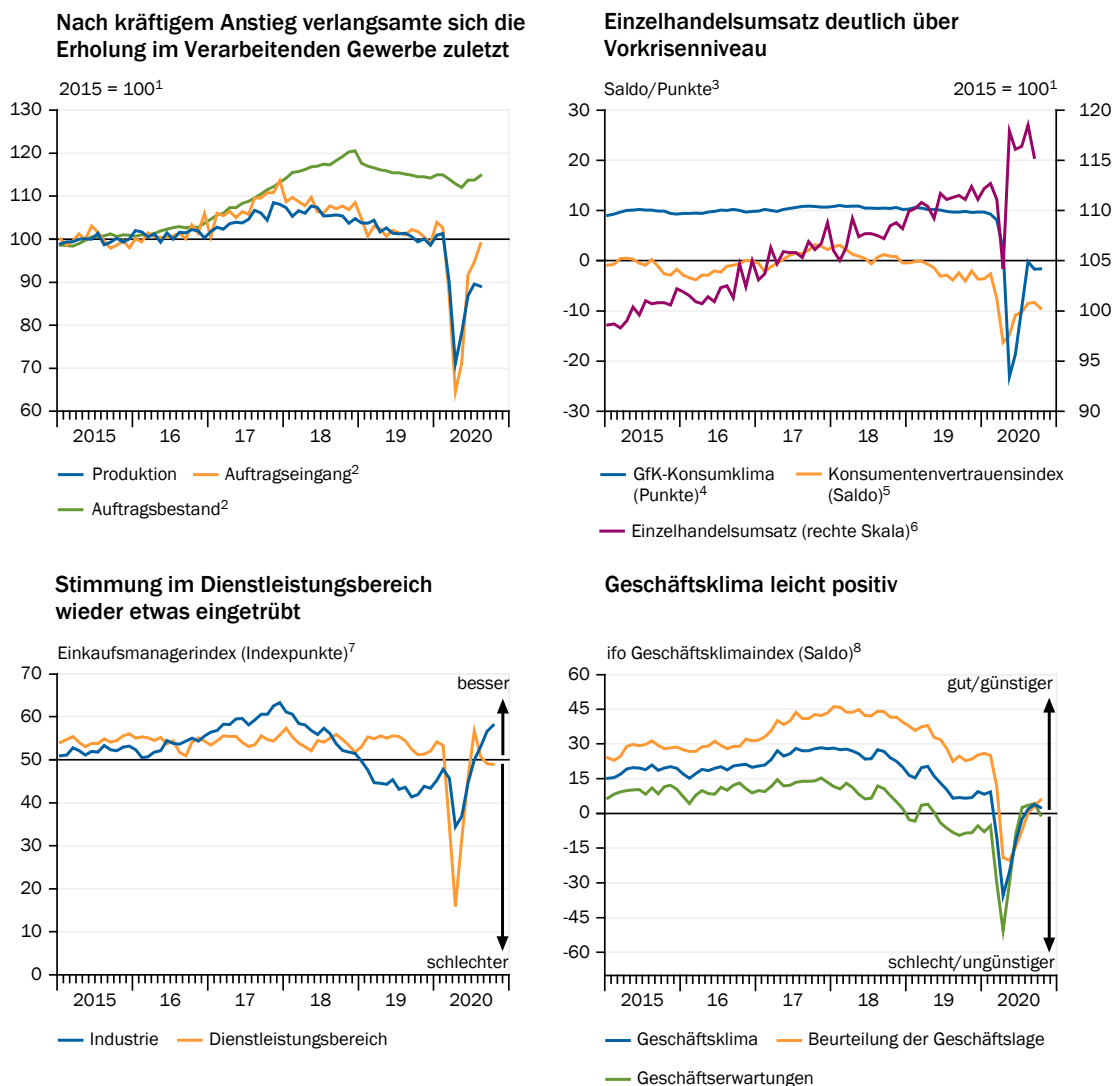 Nach kräftigem Anstieg verlangsamte sich die
Erholung im Verarbeitenden Gewerbe zuletzt
2015 = 100¹
130
120
110
100
90
80
70
60
2015 16 17 18 19 2020
Produktion Auftragseingang²
Auftragsbestand²
Einzelhandelsumsatz deutlich über
Vorkrisenniveau
Saldo/Punkte³ 2015 = 100¹
30 120
20 115
10 110
0 105
-10 100
-20 95
-30 90
2015 16 17 18 19 2020
GfK-Konsumklima Konsumentenvertrauensindex
(Punkte)⁴ (Saldo)⁵
Einzelhandelsumsatz (rechte Skala)⁶
Stimmung im Dienstleistungsbereich
wieder etwas eingetrübt
Einkaufsmanagerindex (Indexpunkte)⁷
70
besser
60
50
40
30
20
10
schlechter
0
2015 16 17 18 19 2020
Industrie Dienstleistungsbereich
Geschäftsklima leicht positiv
ifo Geschäftsklimaindex (Saldo)⁸
60
gut/günstiger
45
30
15
0
-15
-30
-45
-60
schlecht/ungünstiger
2015 16 17 18 19 2020
Geschäftsklima Beurteilung der Geschäftslage
Geschäftserwartungen